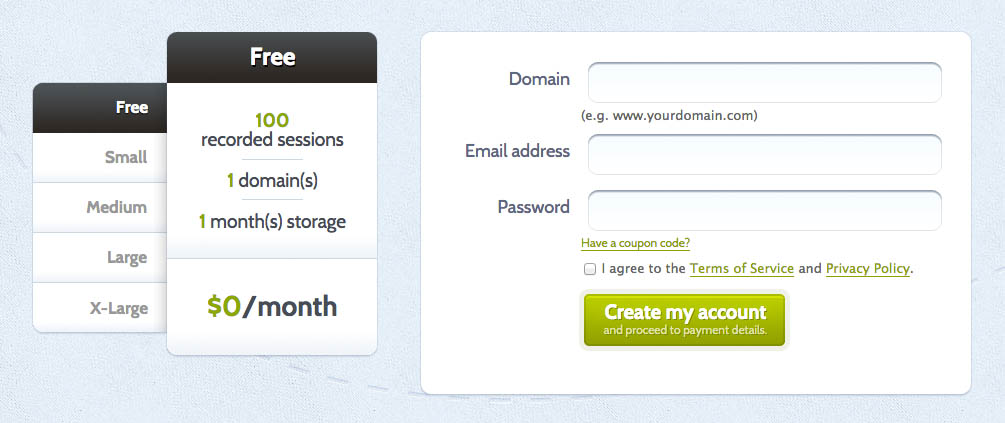 Free
Small
Medium
Large
X-Large
Free
100
recorded sessions
1 domain(s)
1 month(s) storage
$0/month
Domain
(e.g. www.yourdomain.com)
Email address
Password
Have a coupon code?
I agree to the Terms of Service and Privacy Policy.
Create my account
and proceed to payment details.